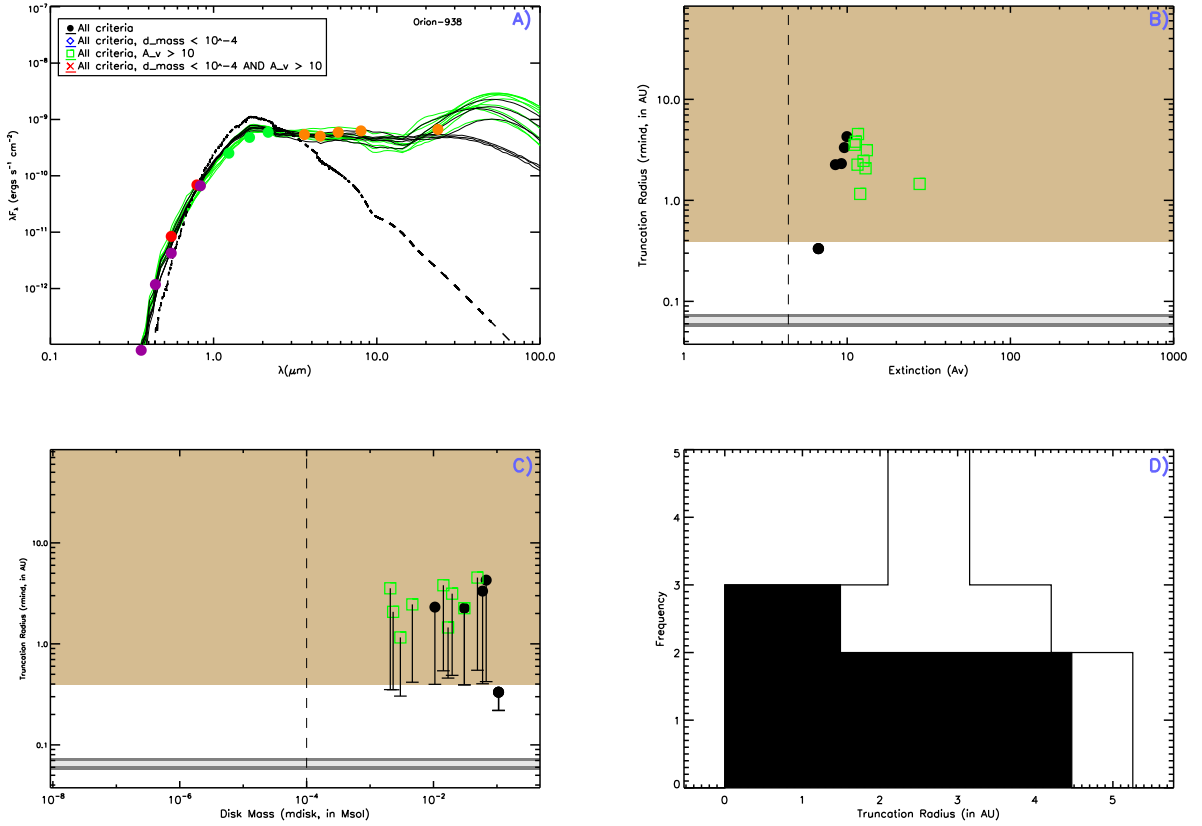 A)
Orion-938
All criteria
All criteria, d_mass < 10^-4
All criteria, A_v > 10
All criteria, d_mass < 10^-4 AND A_v > 10
10⁻⁷
10⁻⁸
10⁻⁹
10⁻¹⁰
10⁻¹¹
10⁻¹²
λFλ (ergs s⁻¹ cm⁻²)
0.1 1.0 10.0 100.0
λ(μm)
B)
10.0
1.0
0.1
Truncation Radius (rmind, in AU)
1 10 100 1000
Extinction (Av)
C)
10.0
1.0
0.1
Truncation Radius (rmind, in AU)
10⁻⁸ 10⁻⁶ 10⁻⁴ 10⁻²
Disk Mass (mdisk, in Msol)
D)
5
4
3
2
1
0
Frequency
0 1 2 3 4 5
Truncation Radius (in AU)